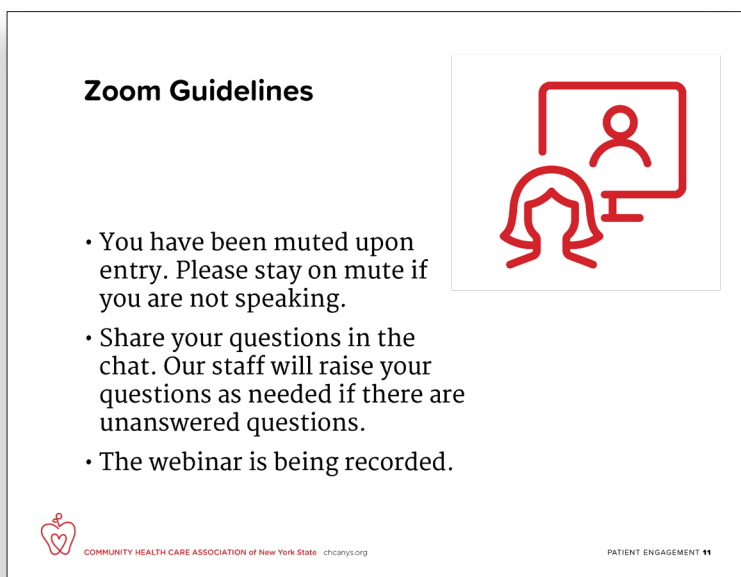 Zoom Guidelines
• You have been muted upon
entry. Please stay on mute if
you are not speaking.
• Share your questions in the
chat. Our staff will raise your
questions as needed if there are
unanswered questions.
• The webinar is being recorded.
COMMUNITY HEALTH CARE ASSOCIATION of New York State chcanys.org
PATIENT ENGAGEMENT 11